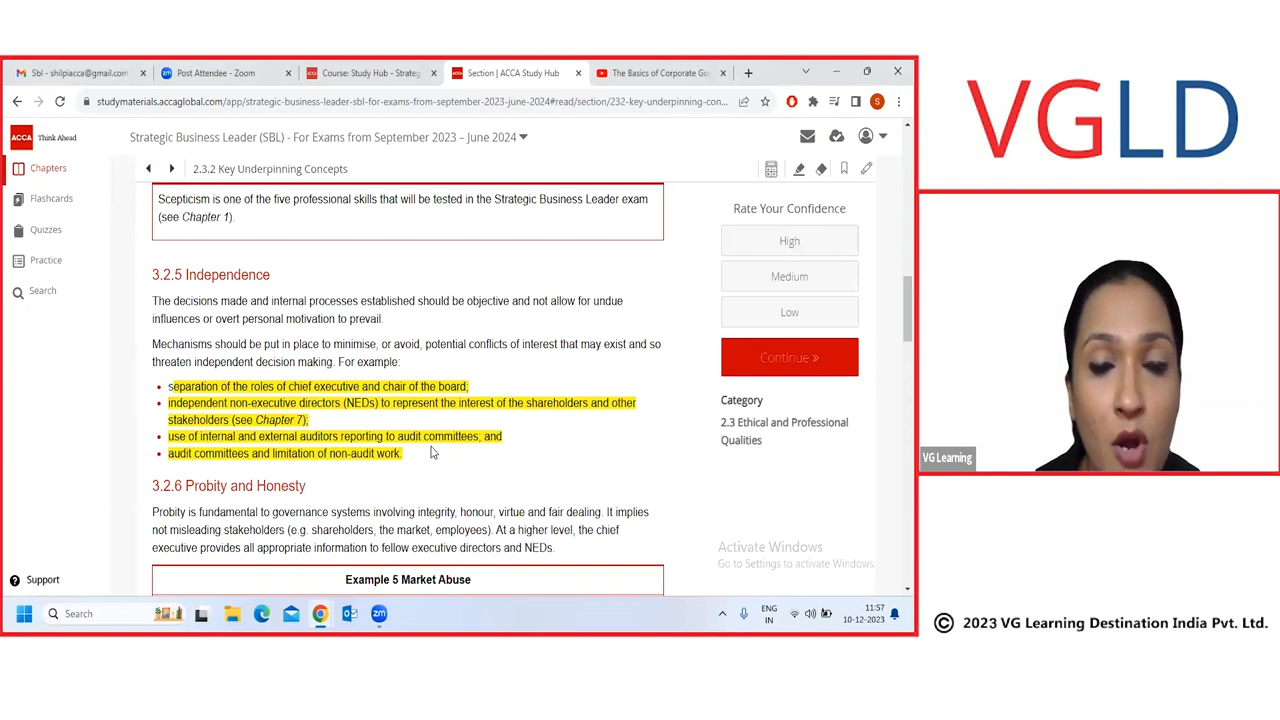 Sbl - shilpiacca@gmail.com
Post Attendee - Zoom
Course: Study Hub - Strateg
Section | ACCA Study Hub
The Basics of Corporate Go
studymaterials.accaglobal.com/app/strategic-business-leader-sbl-for-exams-from-september-2023-june-2024#read/section/232-key-underpinning-con...
S
ACCA Think Ahead
Strategic Business Leader (SBL) - For Exams from September 2023 – June 2024
Chapters
Flashcards
Quizzes
Practice
Search
Support
2.3.2 Key Underpinning Concepts
Scepticism is one of the five professional skills that will be tested in the Strategic Business Leader exam
(see Chapter 1).
3.2.5 Independence
The decisions made and internal processes established should be objective and not allow for undue
influences or overt personal motivation to prevail.
Mechanisms should be put in place to minimise, or avoid, potential conflicts of interest that may exist and so
threaten independent decision making. For example:
• separation of the roles of chief executive and chair of the board;
• independent non-executive directors (NEDs) to represent the interest of the shareholders and other
stakeholders (see Chapter 7);
• use of internal and external auditors reporting to audit committees; and
• audit committees and limitation of non-audit work.
3.2.6 Probity and Honesty
Probity is fundamental to governance systems involving integrity, honour, virtue and fair dealing. It implies
not misleading stakeholders (e.g. shareholders, the market, employees). At a higher level, the chief
executive provides all appropriate information to fellow executive directors and NEDs.
Example 5 Market Abuse
Rate Your Confidence
High
Medium
Low
Continue »
Category
2.3 Ethical and Professional
Qualities
Activate Windows
Go to Settings to activate Windows.
Search
zm
ENG
IN
11:57
10-12-2023
VGLD
VG Learning
© 2023 VG Learning Destination India Pvt. Ltd.